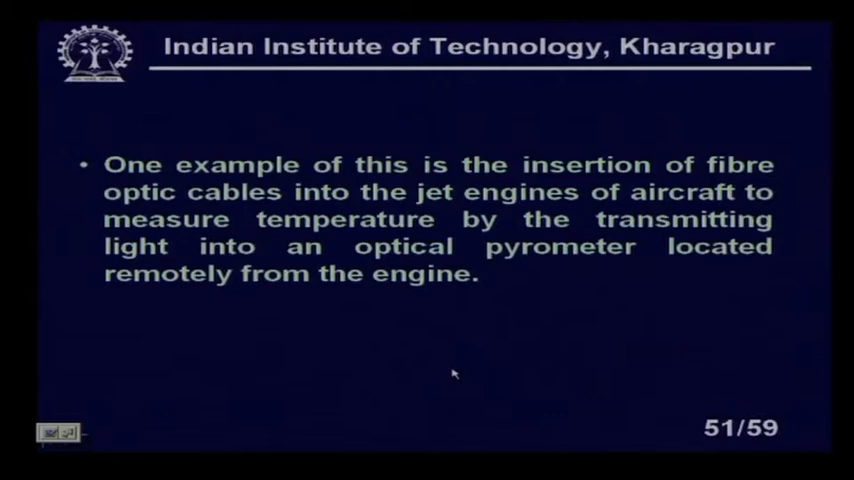 Indian Institute of Technology, Kharagpur
• One example of this is the insertion of fibre
optic cables into the jet engines of aircraft to
measure temperature by the transmitting
light into an optical pyrometer located
remotely from the engine.
51/59